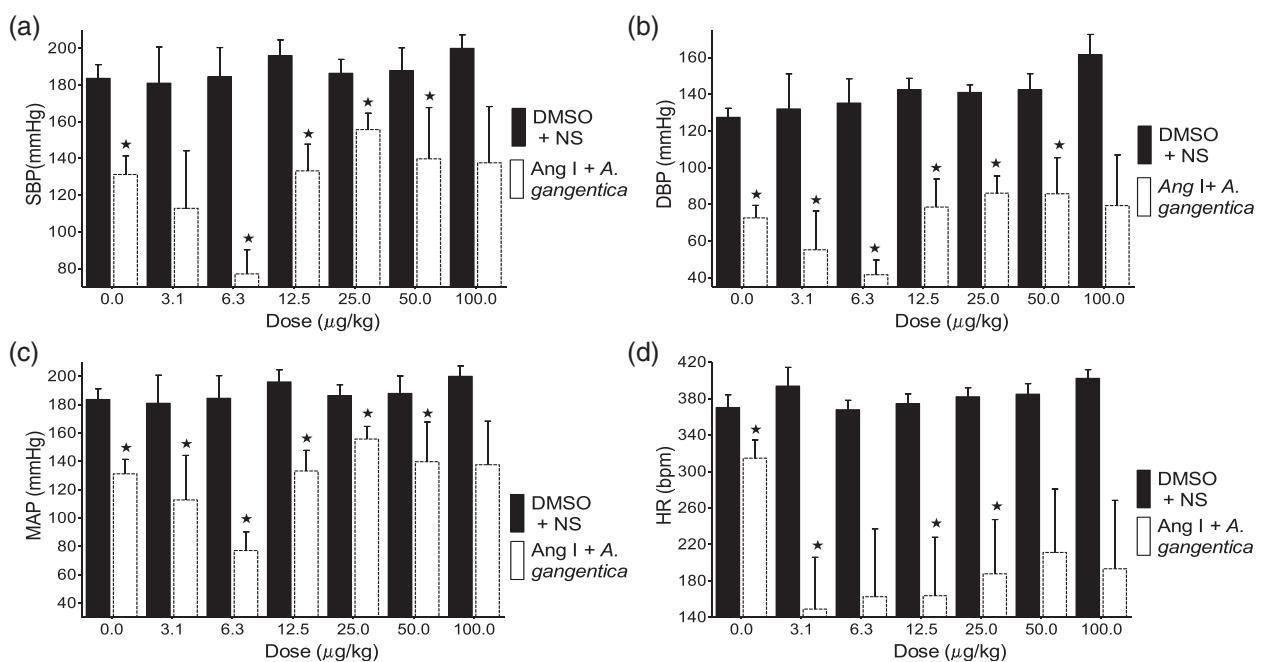 (a)
200
180
160
140
120
100
80
SBP(mmHg)
★
★
★
★
★
0.0 3.1 6.3 12.5 25.0 50.0 100.0
Dose (μg/kg)
DMSO
+ NS
Ang I + A.
gangentica
(b)
160
140
120
100
80
60
40
DBP (mmHg)
★
★
★
★
★
★
0.0 3.1 6.3 12.5 25.0 50.0 100.0
Dose (μg/kg)
DMSO
+ NS
Ang I+ A.
gangentica
(c)
200
180
160
140
120
100
80
60
40
MAP (mmHg)
★
★
★
★
★
★
0.0 3.1 6.3 12.5 25.0 50.0 100.0
Dose (μg/kg)
DMSO
+ NS
Ang I + A.
gangentica
(d)
420
380
340
300
260
220
180
140
HR (bpm)
★
★
★
★
0.0 3.1 6.3 12.5 25.0 50.0 100.0
Dose (μg/kg)
DMSO
+ NS
Ang I + A.
gangentica